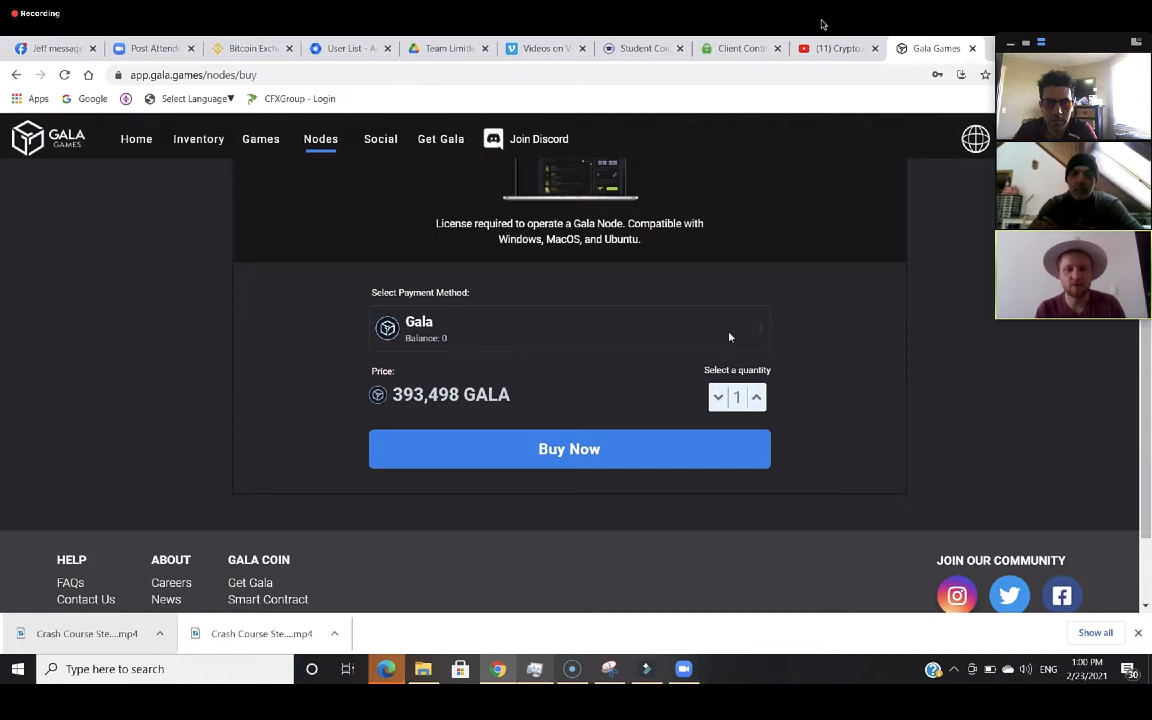 Recording
Jeff messag
Post Attende
Bitcoin Exch
User List - A
Team Limitle
Videos on V
Student Coi
Client Contr
(11) Crypto.
Gala Games
app.gala.games/nodes/buy
Apps
Google
Select Language▼
CFXGroup - Login
GALA
GAMES
Home
Inventory
Games
Nodes
Social
Get Gala
Join Discord
License required to operate a Gala Node. Compatible with
Windows, MacOS, and Ubuntu.
Select Payment Method:
Gala
Balance: 0
Price:
Select a quantity
393,498 GALA
1
Buy Now
HELP
ABOUT
GALA COIN
JOIN OUR COMMUNITY
FAQs
Careers
Get Gala
Contact Us
News
Smart Contract
Crash Course Ste....mp4
Crash Course Ste....mp4
Show all
Type here to search
ENG
1:00 PM
2/23/2021
30